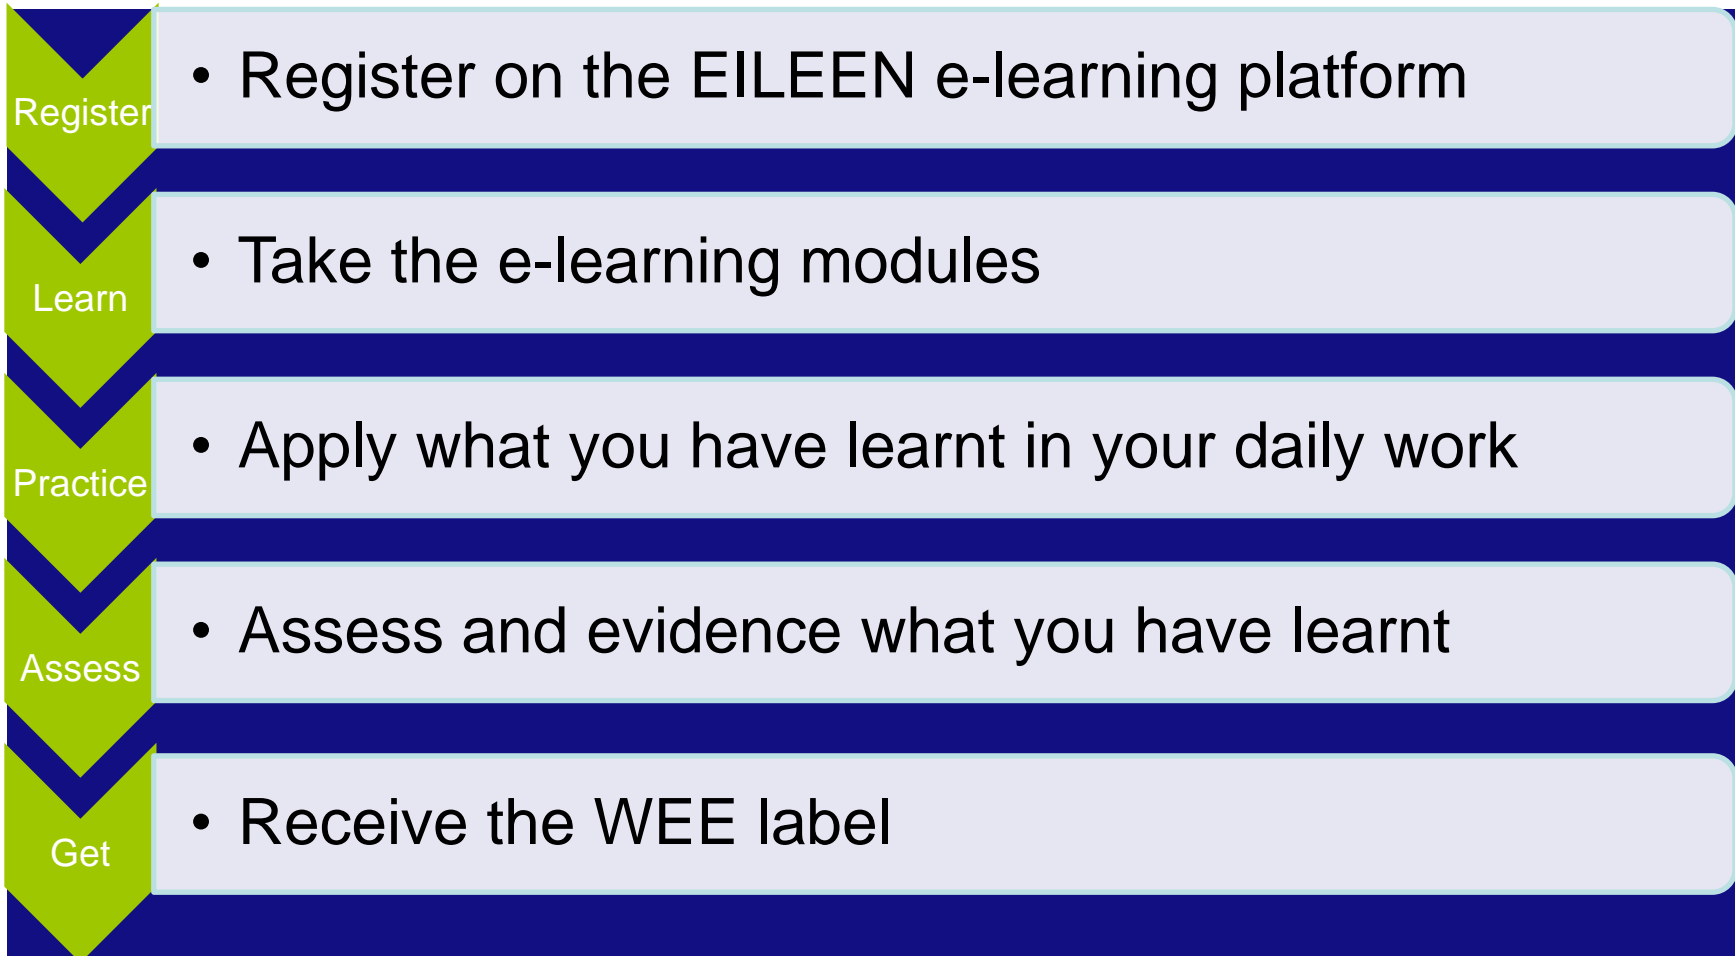 Register
• Register on the EILEEN e-learning platform
Learn
• Take the e-learning modules
Practice
• Apply what you have learnt in your daily work
Assess
• Assess and evidence what you have learnt
Get
• Receive the WEE label